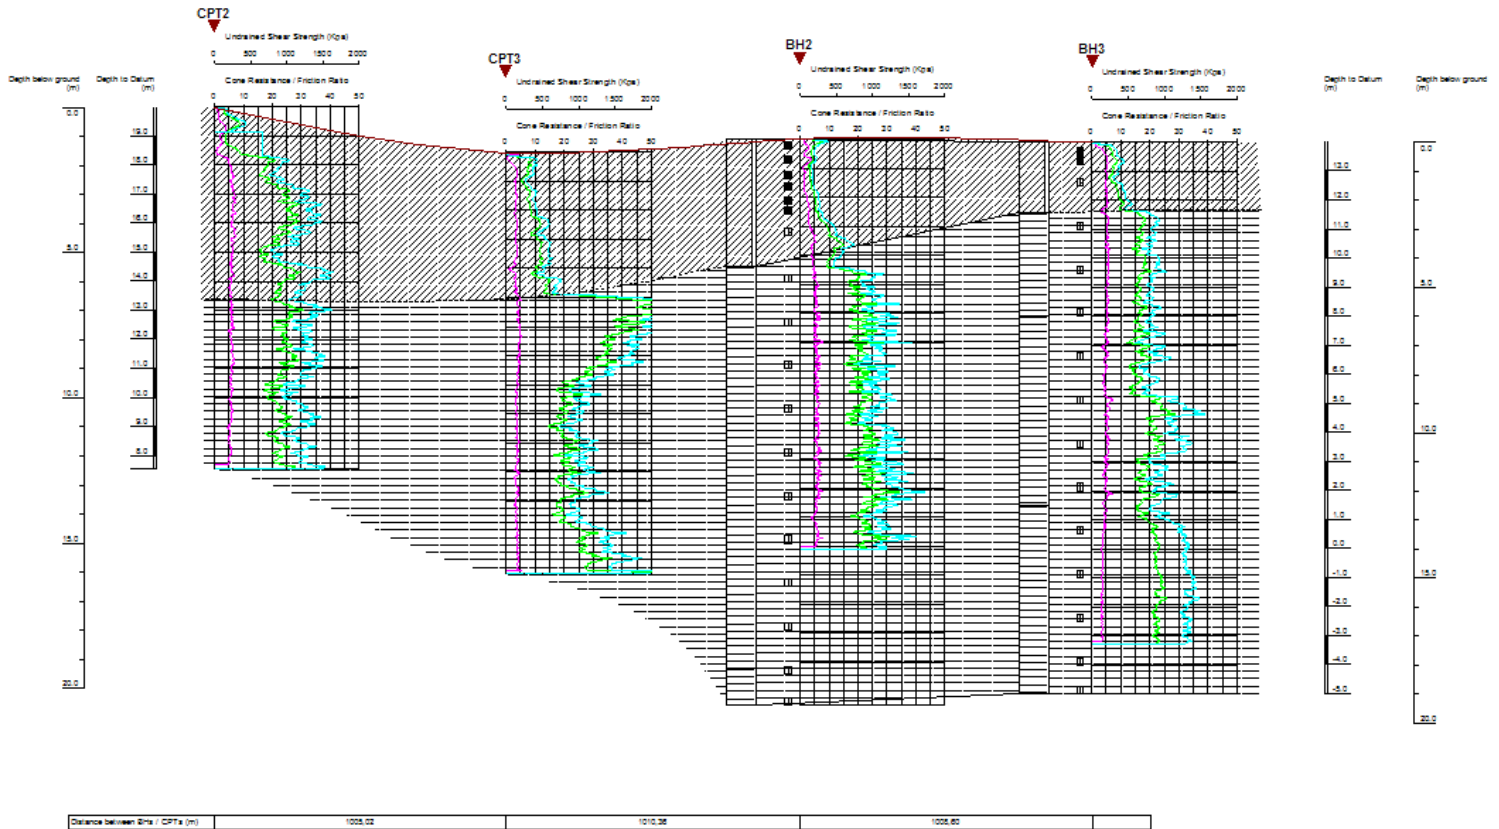 CPT2
Undrained Shear Strength (Kpa)
0 500 1000 1500 2000
Cone Resistance / Friction Ratio
0 10 20 30 40 50
CPT3
Undrained Shear Strength (Kpa)
500 1000 1500 2000
Cone Resistance / Friction Ratio
0 10 20 30 40 50
BH2
Undrained Shear Strength (Kpa)
0 500 1000 1500 2000
Cone Resistance / Friction Ratio
0 10 20 30 40 50
BH3
Undrained Shear Strength (Kpa)
0 500 1000 1500 2000
Cone Resistance / Friction Ratio
0 10 20 30 40 50
Depth below ground
(m)
0.0
5.0
10.0
15.0
20.0
Depth to Datum
(m)
19.0
18.0
17.0
16.0
15.0
14.0
13.0
12.0
11.0
10.0
9.0
8.0
Depth to Datum
(m)
13.0
12.0
11.0
10.0
9.0
8.0
7.0
6.0
5.0
4.0
3.0
2.0
1.0
0.0
-1.0
-2.0
-3.0
-4.0
-5.0
Depth below ground
(m)
0.0
5.0
10.0
15.0
20.0
Distance between BHs / CPTs (m) 1003,02 1010,36 1006,60